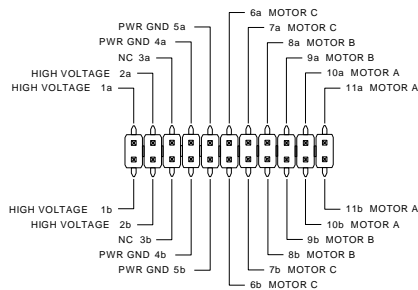 6a MOTOR C
PWR GND 5a
7a MOTOR C
PWR GND 4a
8a MOTOR B
NC 3a
9a MOTOR B
HIGH VOLTAGE 2a
10a MOTOR A
HIGH VOLTAGE 1a
11a MOTOR A
HIGH VOLTAGE 1b
11b MOTOR A
HIGH VOLTAGE 2b
10b MOTOR A
NC 3b
9b MOTOR B
PWR GND 4b
8b MOTOR B
PWR GND 5b
7b MOTOR C
6b MOTOR C